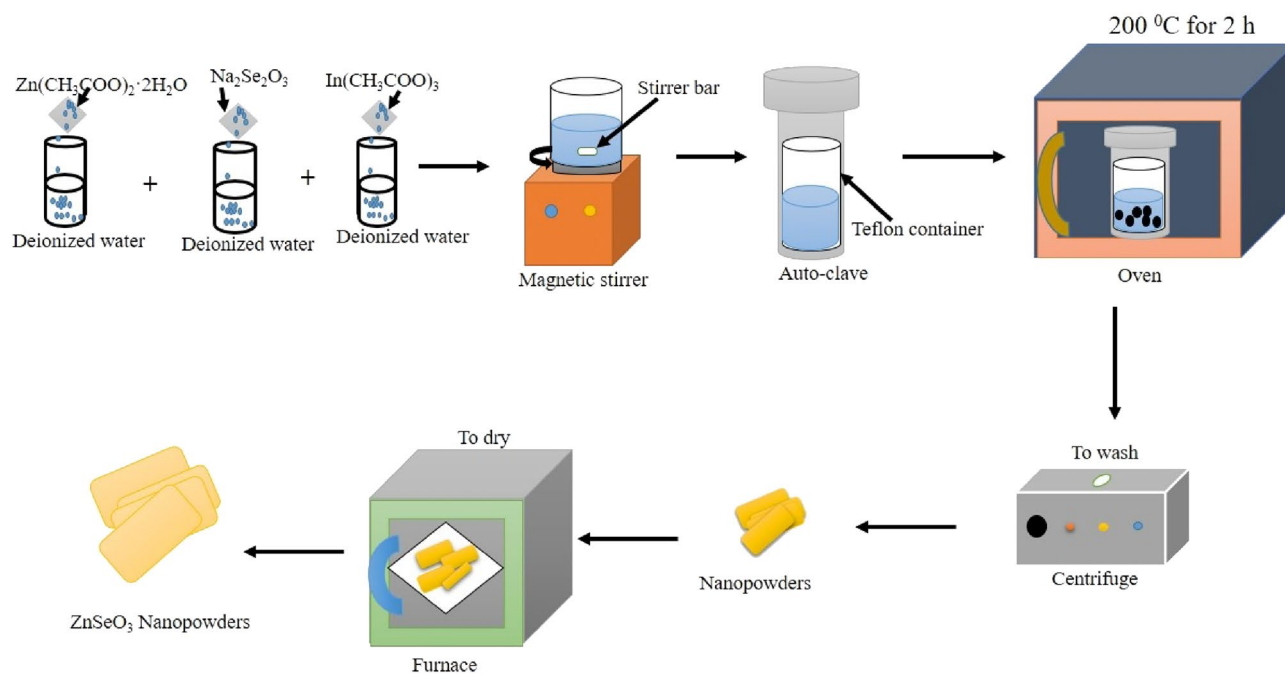 200 ⁰C for 2 h
Zn(CH₃COO)₂·2H₂O
Na₂Se₂O₃
In(CH₃COO)₃
Stirrer bar
+
+
Deionized water
Deionized water
Deionized water
Magnetic stirrer
Auto-clave
Teflon container
Oven
To wash
Centrifuge
Nanopowders
To dry
Furnace
ZnSeO₃ Nanopowders